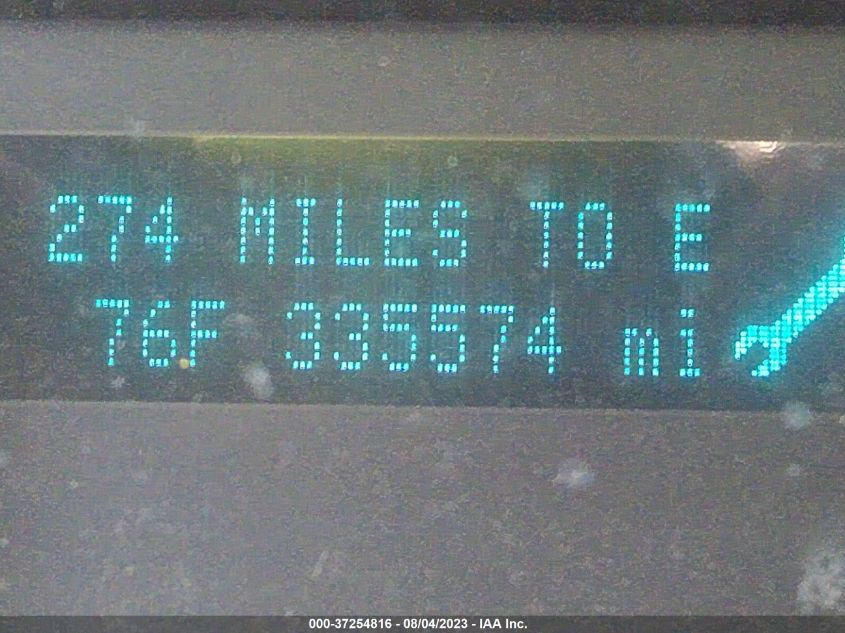 274 MILES TO E
76F 335574 mi
000-37254816 - 08/04/2023 - IAA Inc.